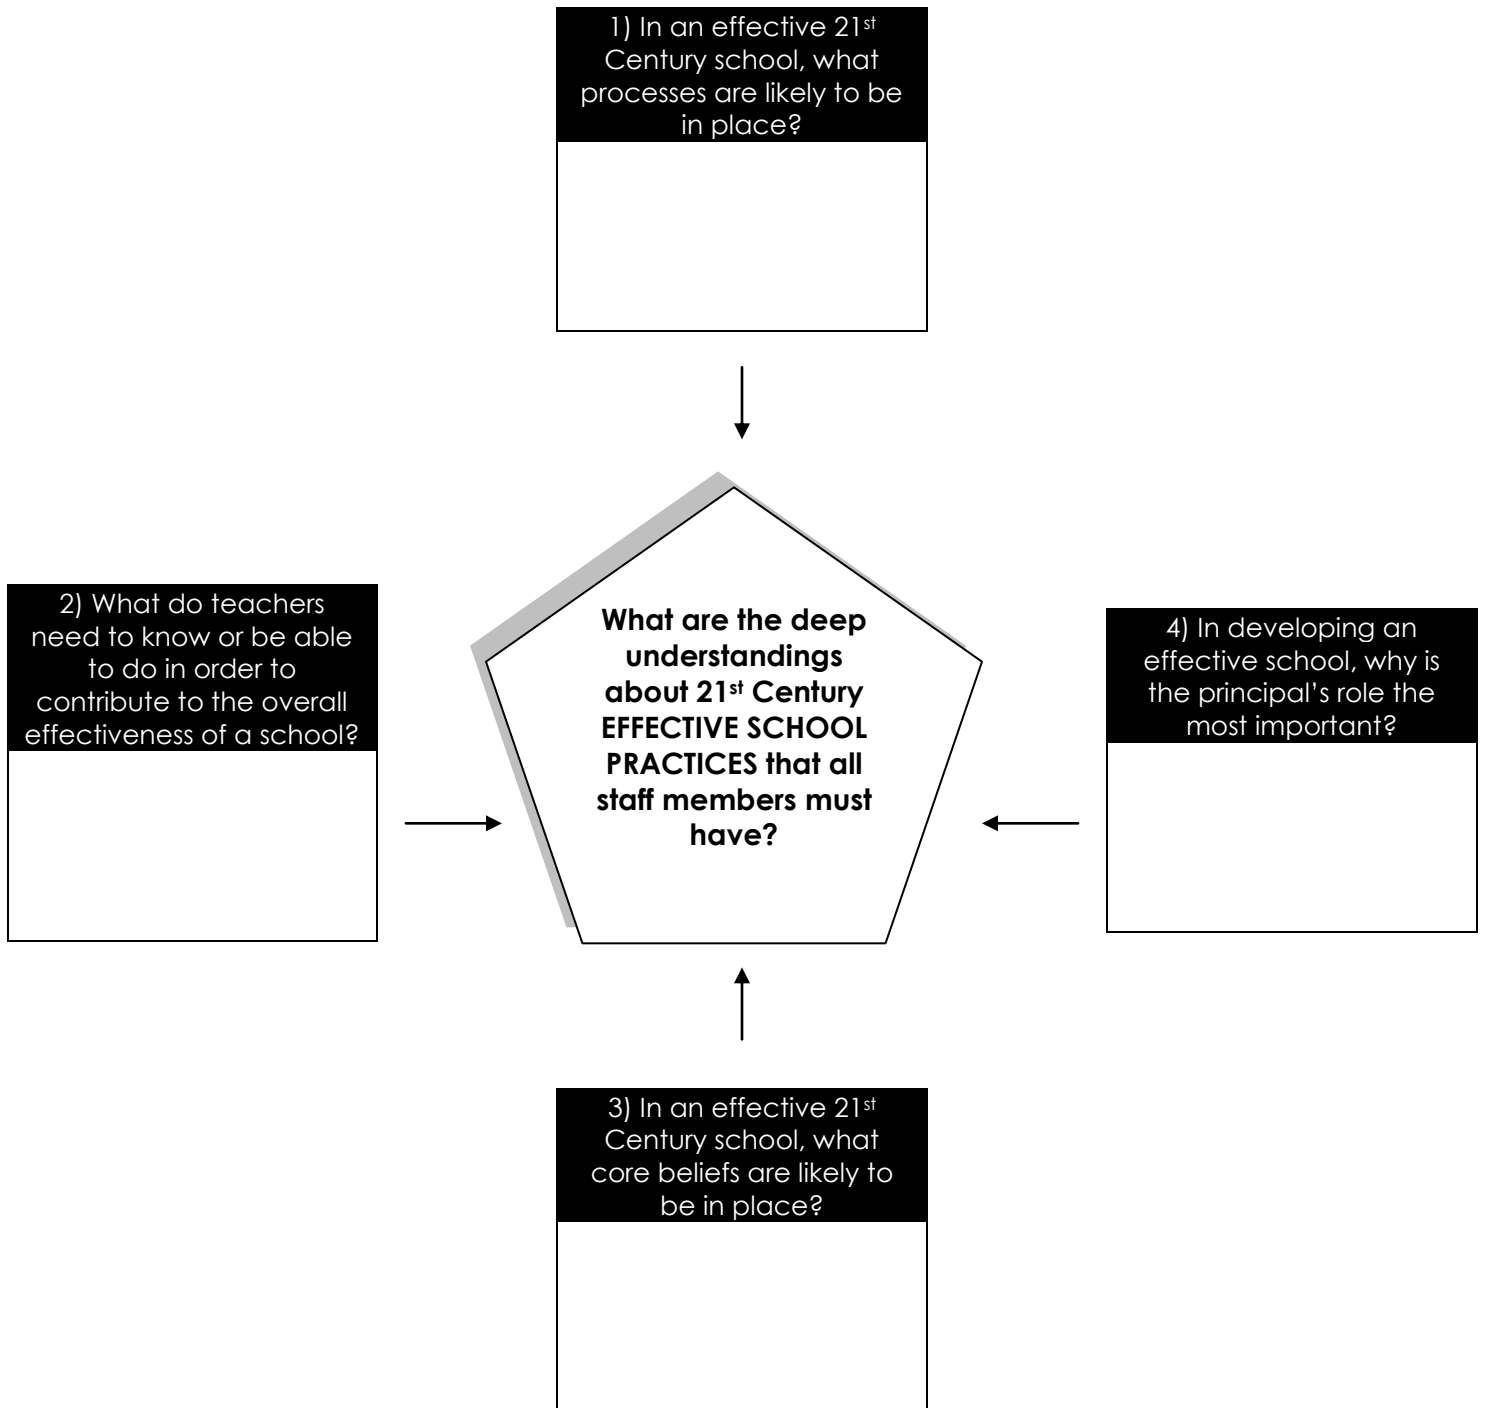 1) In an effective 21st
Century school, what
processes are likely to be
in place?
What are the deep
understandings
about 21st Century
EFFECTIVE SCHOOL
PRACTICES that all
staff members must
have?
2) What do teachers
need to know or be able
to do in order to
contribute to the overall
effectiveness of a school?
4) In developing an
effective school, why is
the principal’s role the
most important?
3) In an effective 21st
Century school, what
core beliefs are likely to
be in place?